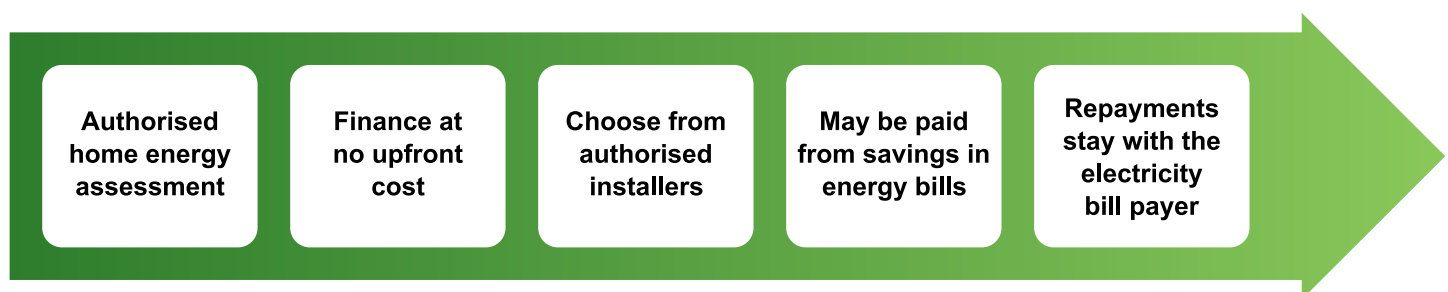 Authorised
home energy
assessment
Finance at
no upfront
cost
Choose from
authorised
installers
May be paid
from savings in
energy bills
Repayments
stay with the
electricity
bill payer